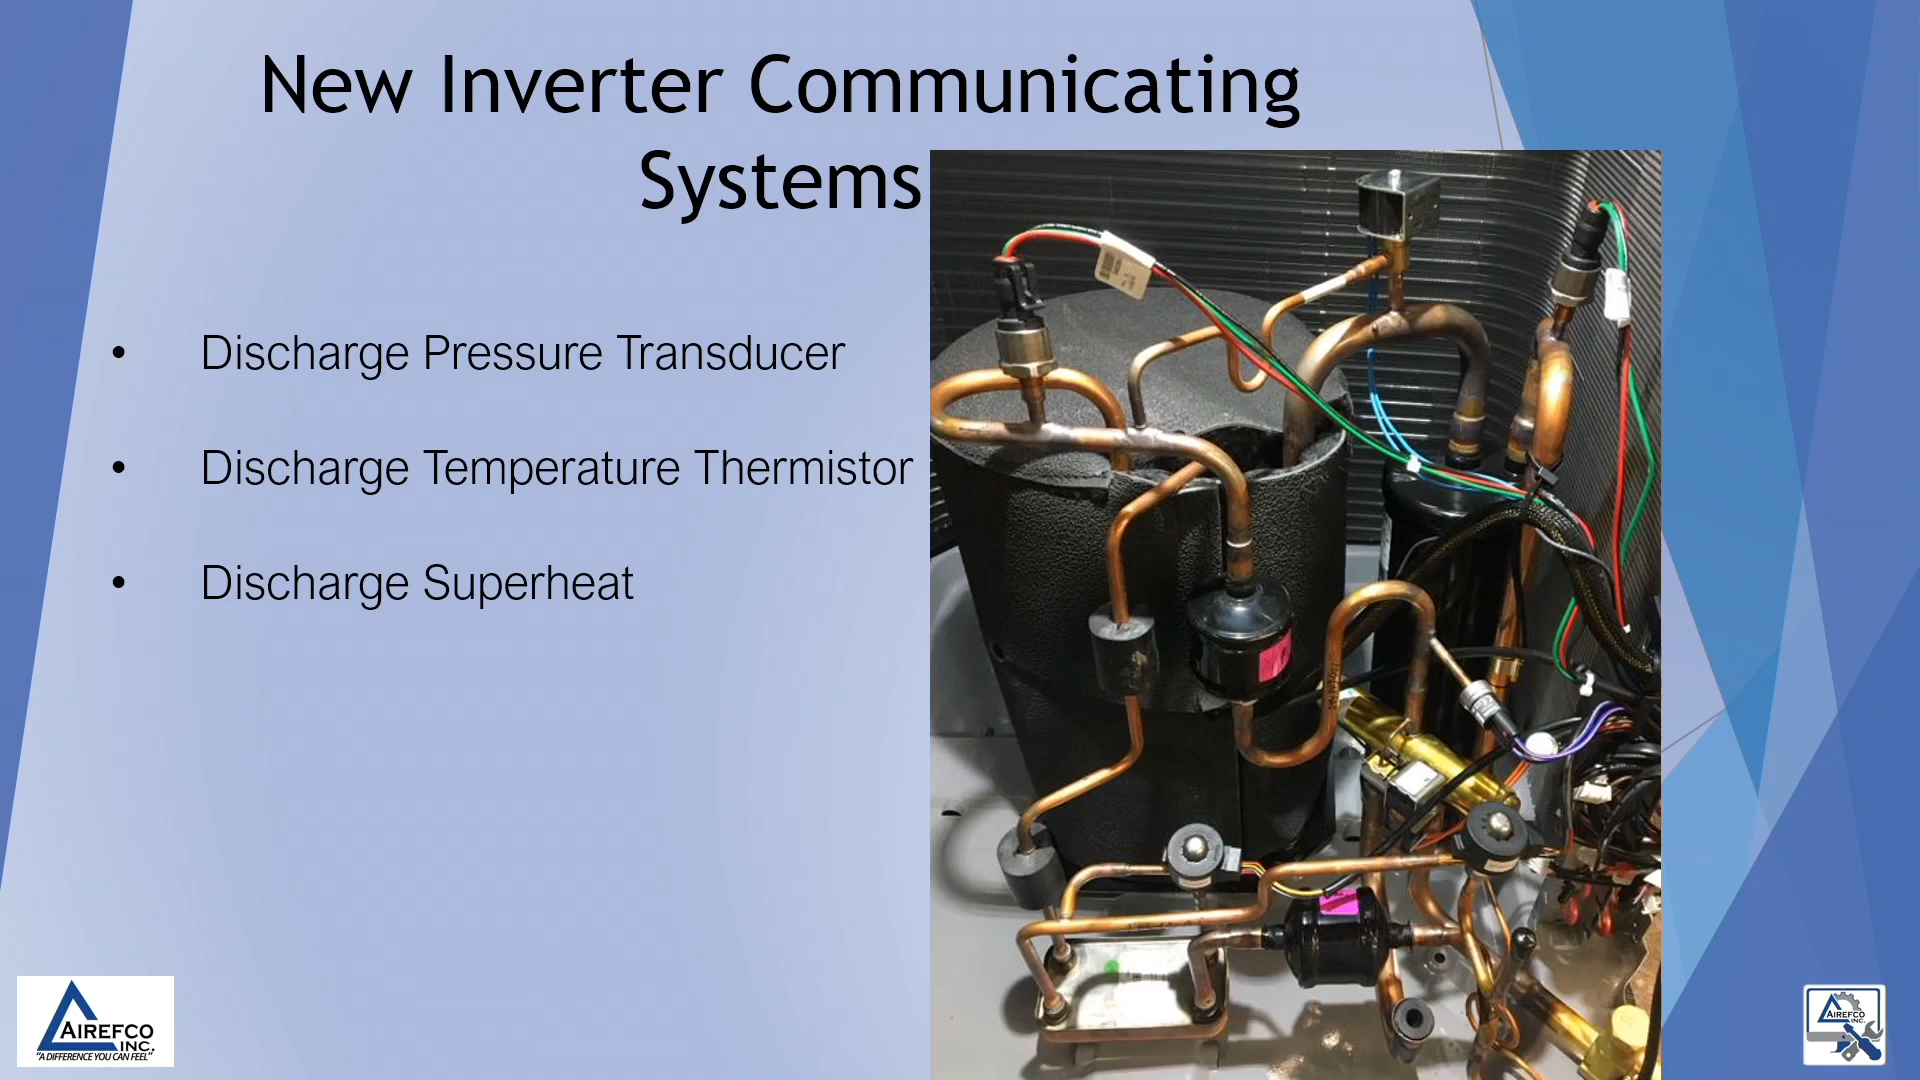 New Inverter Communicating
Systems
• Discharge Pressure Transducer
• Discharge Temperature Thermistor
• Discharge Superheat
AIREFCO
INC.
"A DIFFERENCE YOU CAN FEEL"
AIREFCO
INC.